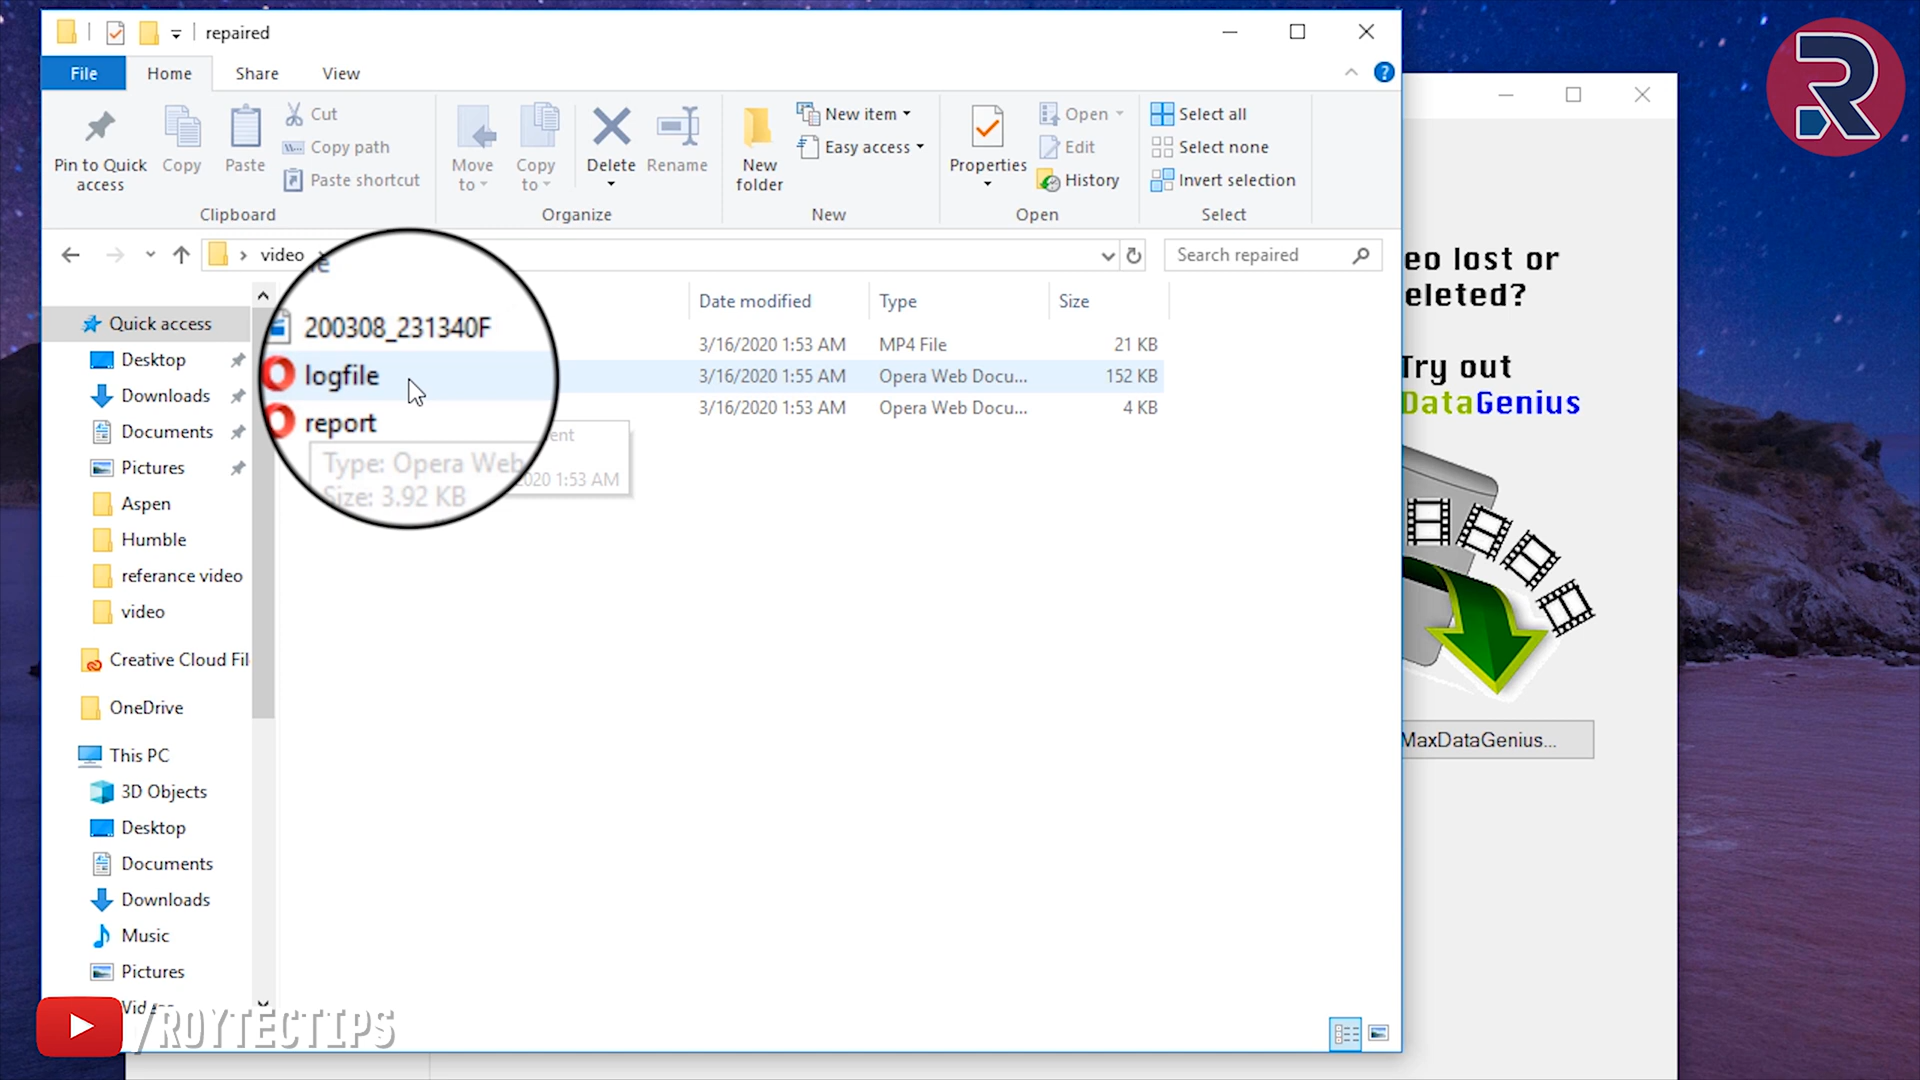 repaired
File
Home
Share
View
Pin to Quick access
Copy
Paste
Cut
Copy path
Paste shortcut
Clipboard
Move to
Copy to
Delete
Rename
Organize
New folder
New item
Easy access
New
Properties
Open
Edit
History
Open
Select all
Select none
Invert selection
Select
video
Search repaired
Date modified
Type
Size
200308_231340F
3/16/2020 1:53 AM
MP4 File
21 KB
logfile
3/16/2020 1:55 AM
Opera Web Docu...
152 KB
report
3/16/2020 1:53 AM
Opera Web Docu...
4 KB
Type: Opera Web
Size: 3.92 KB
1:53 AM
Quick access
Desktop
Downloads
Documents
Pictures
Aspen
Humble
referance video
video
Creative Cloud Fil
OneDrive
This PC
3D Objects
Desktop
Documents
Downloads
Music
Pictures
/ROYTECTIPS
R
eo lost or
eleted?
Try out
DataGenius
MaxDataGenius...